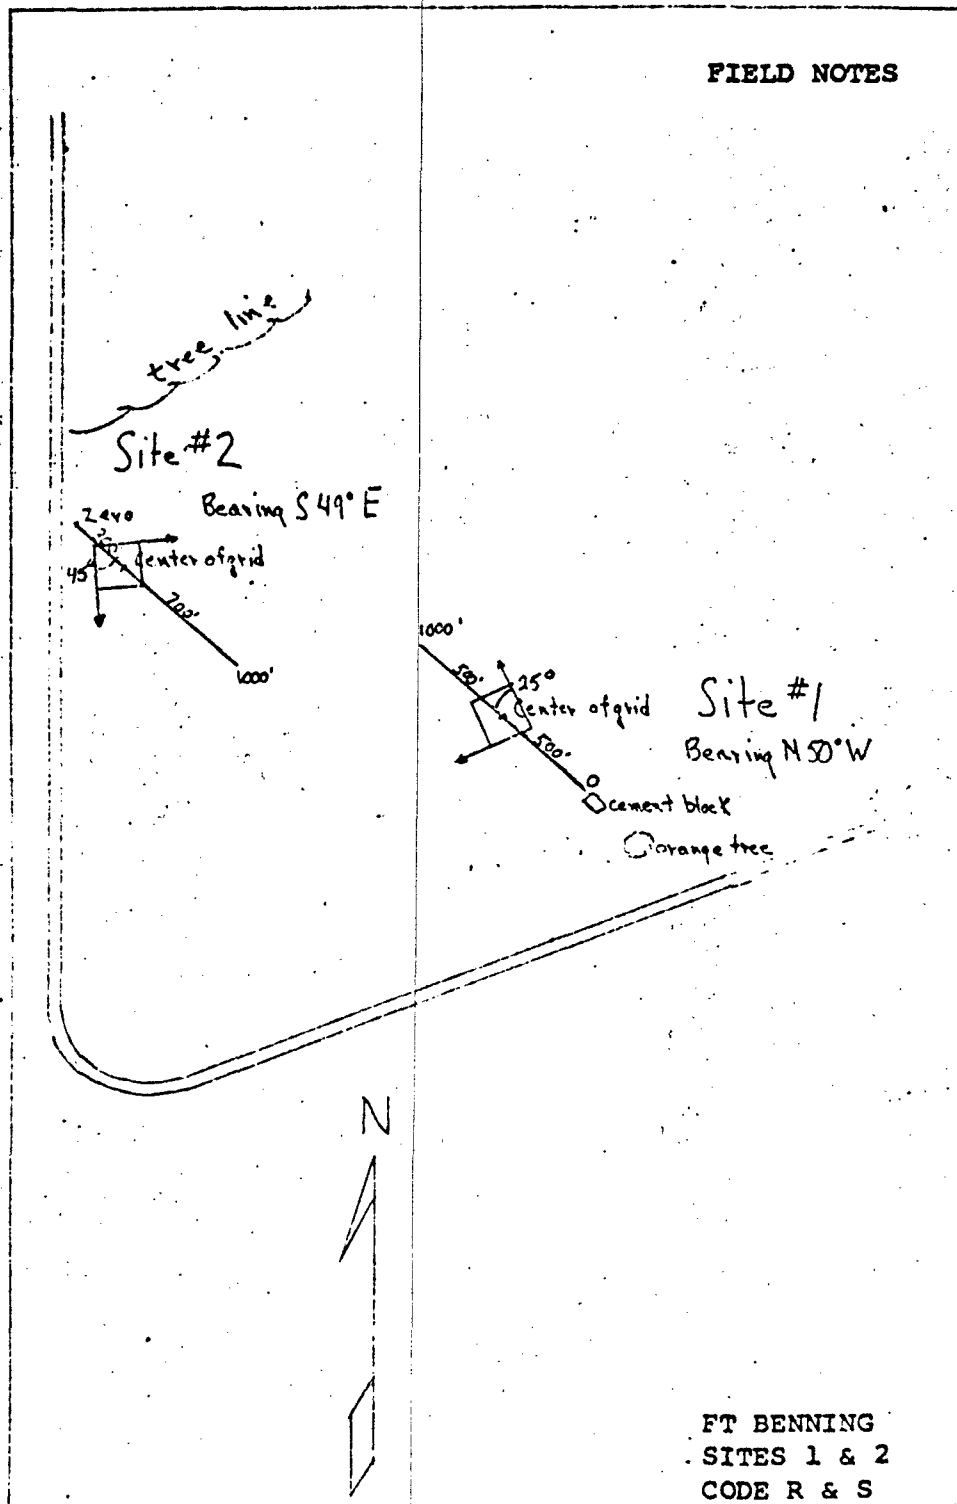 FIELD NOTES
tree line
Site #2
Bearing S 49° E
Zero
Center of grid
45
700'
1000'
1000'
500'
25°
Center of grid
Site #1
Bearing N 50° W
500'
0
cement block
orange tree
N
FT BENNING
SITES 1 & 2
CODE R & S